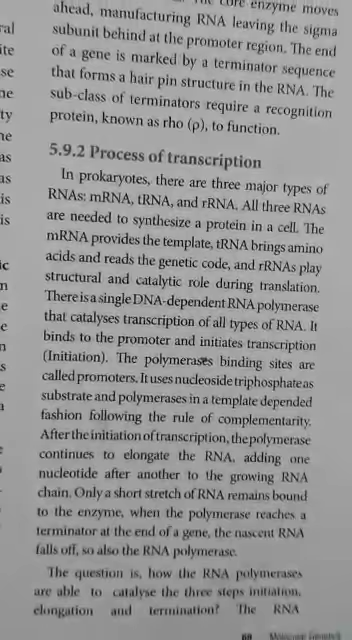 core enzyme moves
ahead, manufacturing RNA leaving the sigma
subunit behind at the promoter region. The end
of a gene is marked by a terminator sequence
that forms a hair pin structure in the RNA. The
sub-class of terminators require a recognition
protein, known as rho (ρ), to function.
5.9.2 Process of transcription
In prokaryotes, there are three major types of
RNAs: mRNA, tRNA, and rRNA. All three RNAs
are needed to synthesize a protein in a cell. The
mRNA provides the template, tRNA brings amino
acids and reads the genetic code, and rRNAs play
structural and catalytic role during translation.
There is a single DNA-dependent RNA polymerase
that catalyses transcription of all types of RNA. It
binds to the promoter and initiates transcription
(Initiation). The polymerases binding sites are
called promoters. It uses nucleoside triphosphate as
substrate and polymerises in a template depended
fashion following the rule of complementarity.
After the initiation of transcription, the polymerase
continues to elongate the RNA, adding one
nucleotide after another to the growing RNA
chain. Only a short stretch of RNA remains bound
to the enzyme, when the polymerase reaches a
terminator at the end of a gene, the nascent RNA
falls off, so also the RNA polymerase.
The question is, how the RNA polymerases
are able to catalyse the three steps initiation,
elongation and termination? The RNA